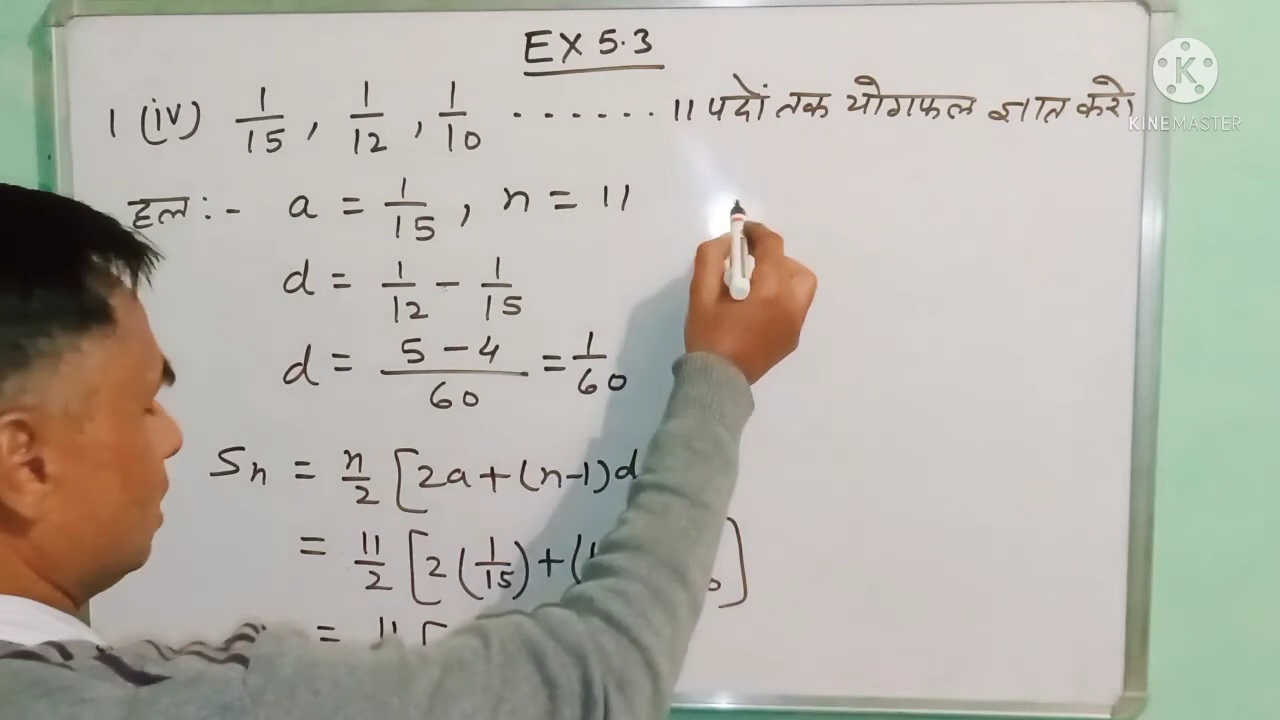 EX 5.3
1 (iv) 1/15, 1/12, 1/10 ....... 11 पदों तक योगफल ज्ञात करो
KINEMASTER
हल :- a = 1/15, n = 11
d = 1/12 - 1/15
d = (5 - 4)/60 = 1/60
Sn = n/2 [2a + (n-1)d
= 11/2 [2(1/15) + ( ]
= 11 [